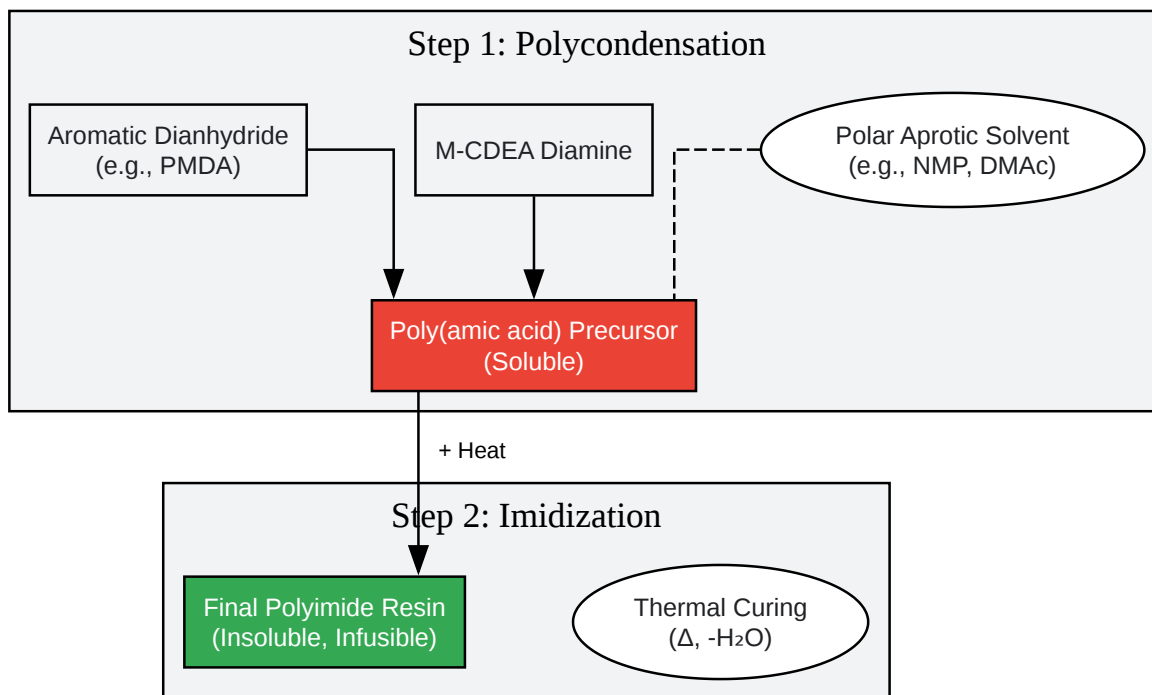 Step 1: Polycondensation
Aromatic Dianhydride
(e.g., PMDA)
M-CDEA Diamine
Polar Aprotic Solvent
(e.g., NMP, DMAc)
Poly(amic acid) Precursor
(Soluble)
+ Heat
Step 2: Imidization
Final Polyimide Resin
(Insoluble, Infusible)
Thermal Curing
(Δ, -H₂O)